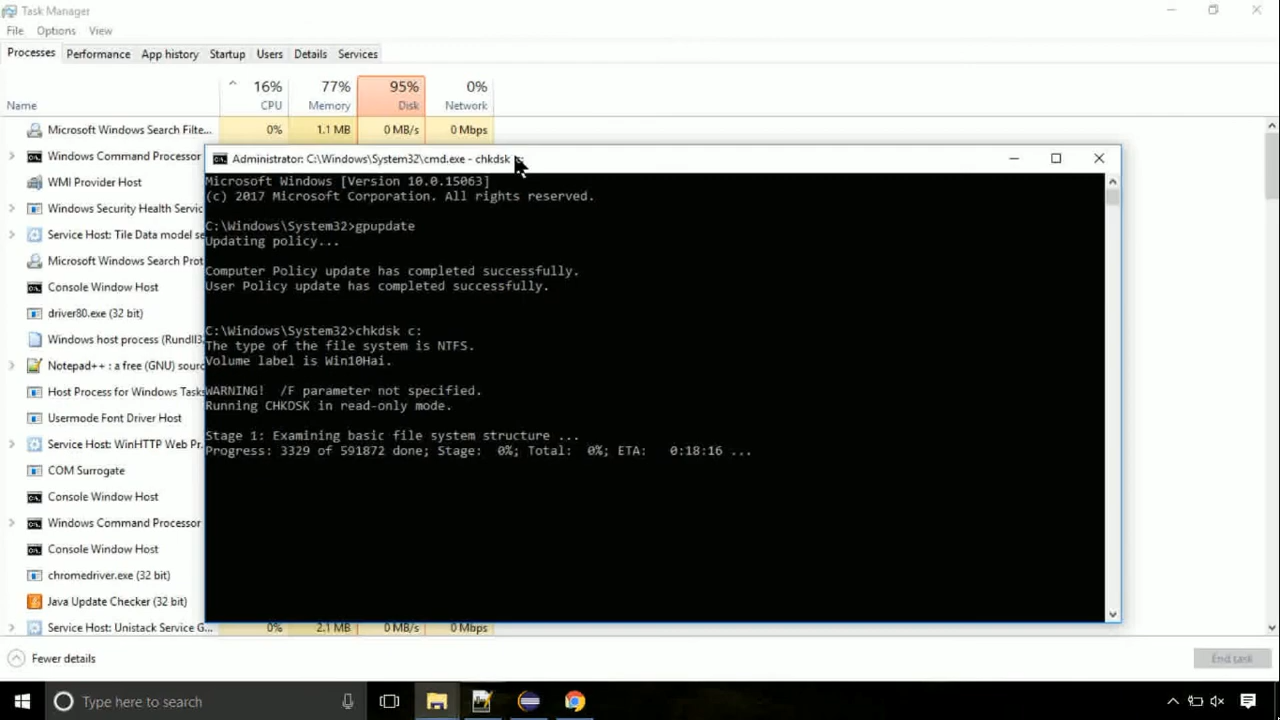 Task Manager
File Options View
Processes Performance App history Startup Users Details Services
16% 77% 95% 0%
Name CPU Memory Disk Network
Microsoft Windows Search Filte... 0% 1.1 MB 0 MB/s 0 Mbps
Windows Command Processor
WMI Provider Host
Windows Security Health Servic
Service Host: Tile Data model se
Microsoft Windows Search Prot
Console Window Host
driver80.exe (32 bit)
Windows host process (Rundll3
Notepad++ : a free (GNU) sour
Host Process for Windows Task
Usermode Font Driver Host
Service Host: WinHTTP Web Pr
COM Surrogate
Console Window Host
Windows Command Processor
Console Window Host
chromedriver.exe (32 bit)
Java Update Checker (32 bit)
Service Host: Unistack Service G... 0% 2.1 MB 0 MB/s 0 Mbps
Administrator: C:\Windows\System32\cmd.exe - chkdsk
Microsoft Windows [Version 10.0.15063]
(c) 2017 Microsoft Corporation. All rights reserved.
C:\Windows\System32>gpupdate
Updating policy...
Computer Policy update has completed successfully.
User Policy update has completed successfully.
C:\Windows\System32>chkdsk c:
The type of the file system is NTFS.
Volume label is Win10Hai.
WARNING! /F parameter not specified.
Running CHKDSK in read-only mode.
Stage 1: Examining basic file system structure ...
Progress: 3329 of 591872 done; Stage: 0%; Total: 0%; ETA: 0:18:16 ...
Fewer details
End task
Type here to search